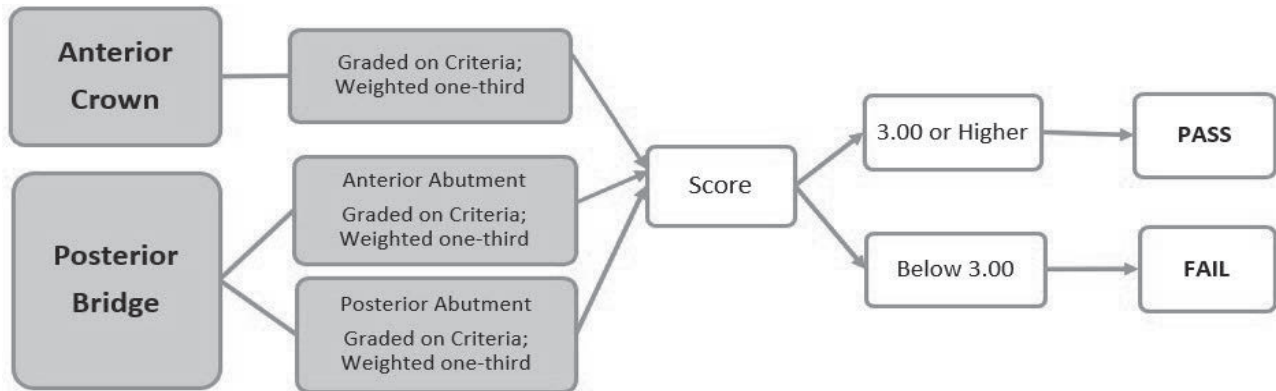 Anterior
Crown
Graded on Criteria;
Weighted one-third
Posterior
Bridge
Anterior Abutment
Graded on Criteria;
Weighted one-third
Posterior Abutment
Graded on Criteria;
Weighted one-third
Score
3.00 or Higher
PASS
Below 3.00
FAIL